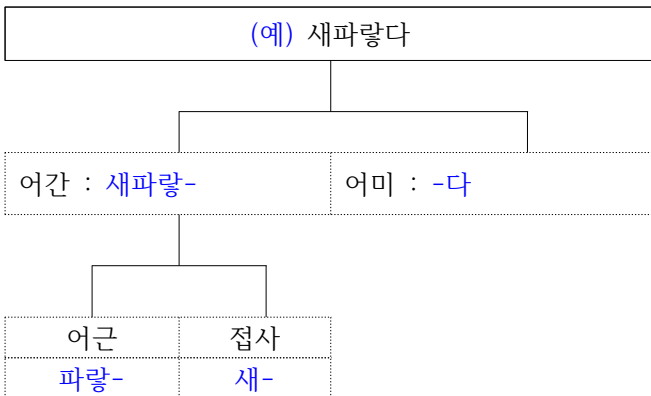 (예) 새파랗다
어간 : 새파랗-
어미 : -다
어근 접사
파랗- 새-